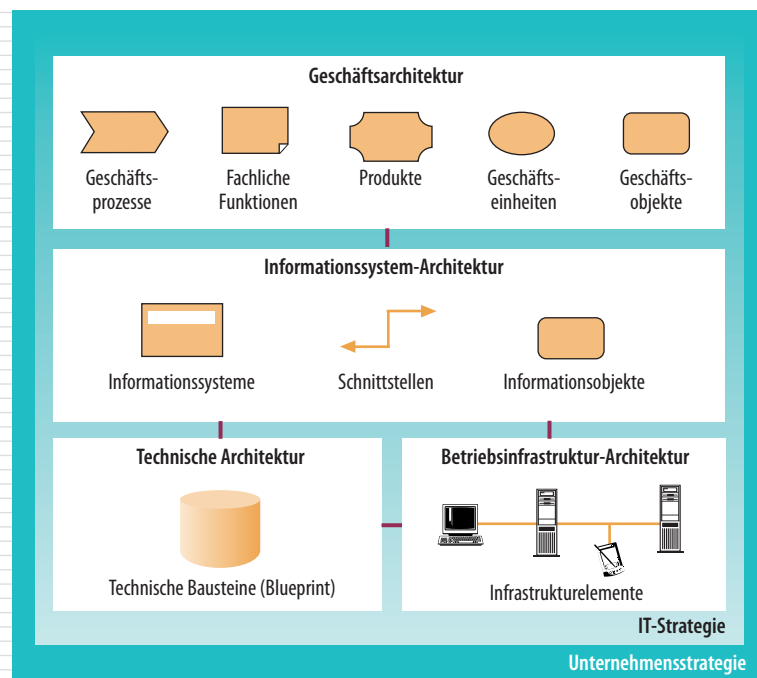 Geschäftsarchitektur
Geschäfts-
prozesse
Fachliche
Funktionen
Produkte
Geschäfts-
einheiten
Geschäfts-
objekte
Informationssystem-Architektur
Informationssysteme
Schnittstellen
Informationsobjekte
Technische Architektur
Technische Bausteine (Blueprint)
Betriebsinfrastruktur-Architektur
Infrastrukturelemente
IT-Strategie
Unternehmensstrategie